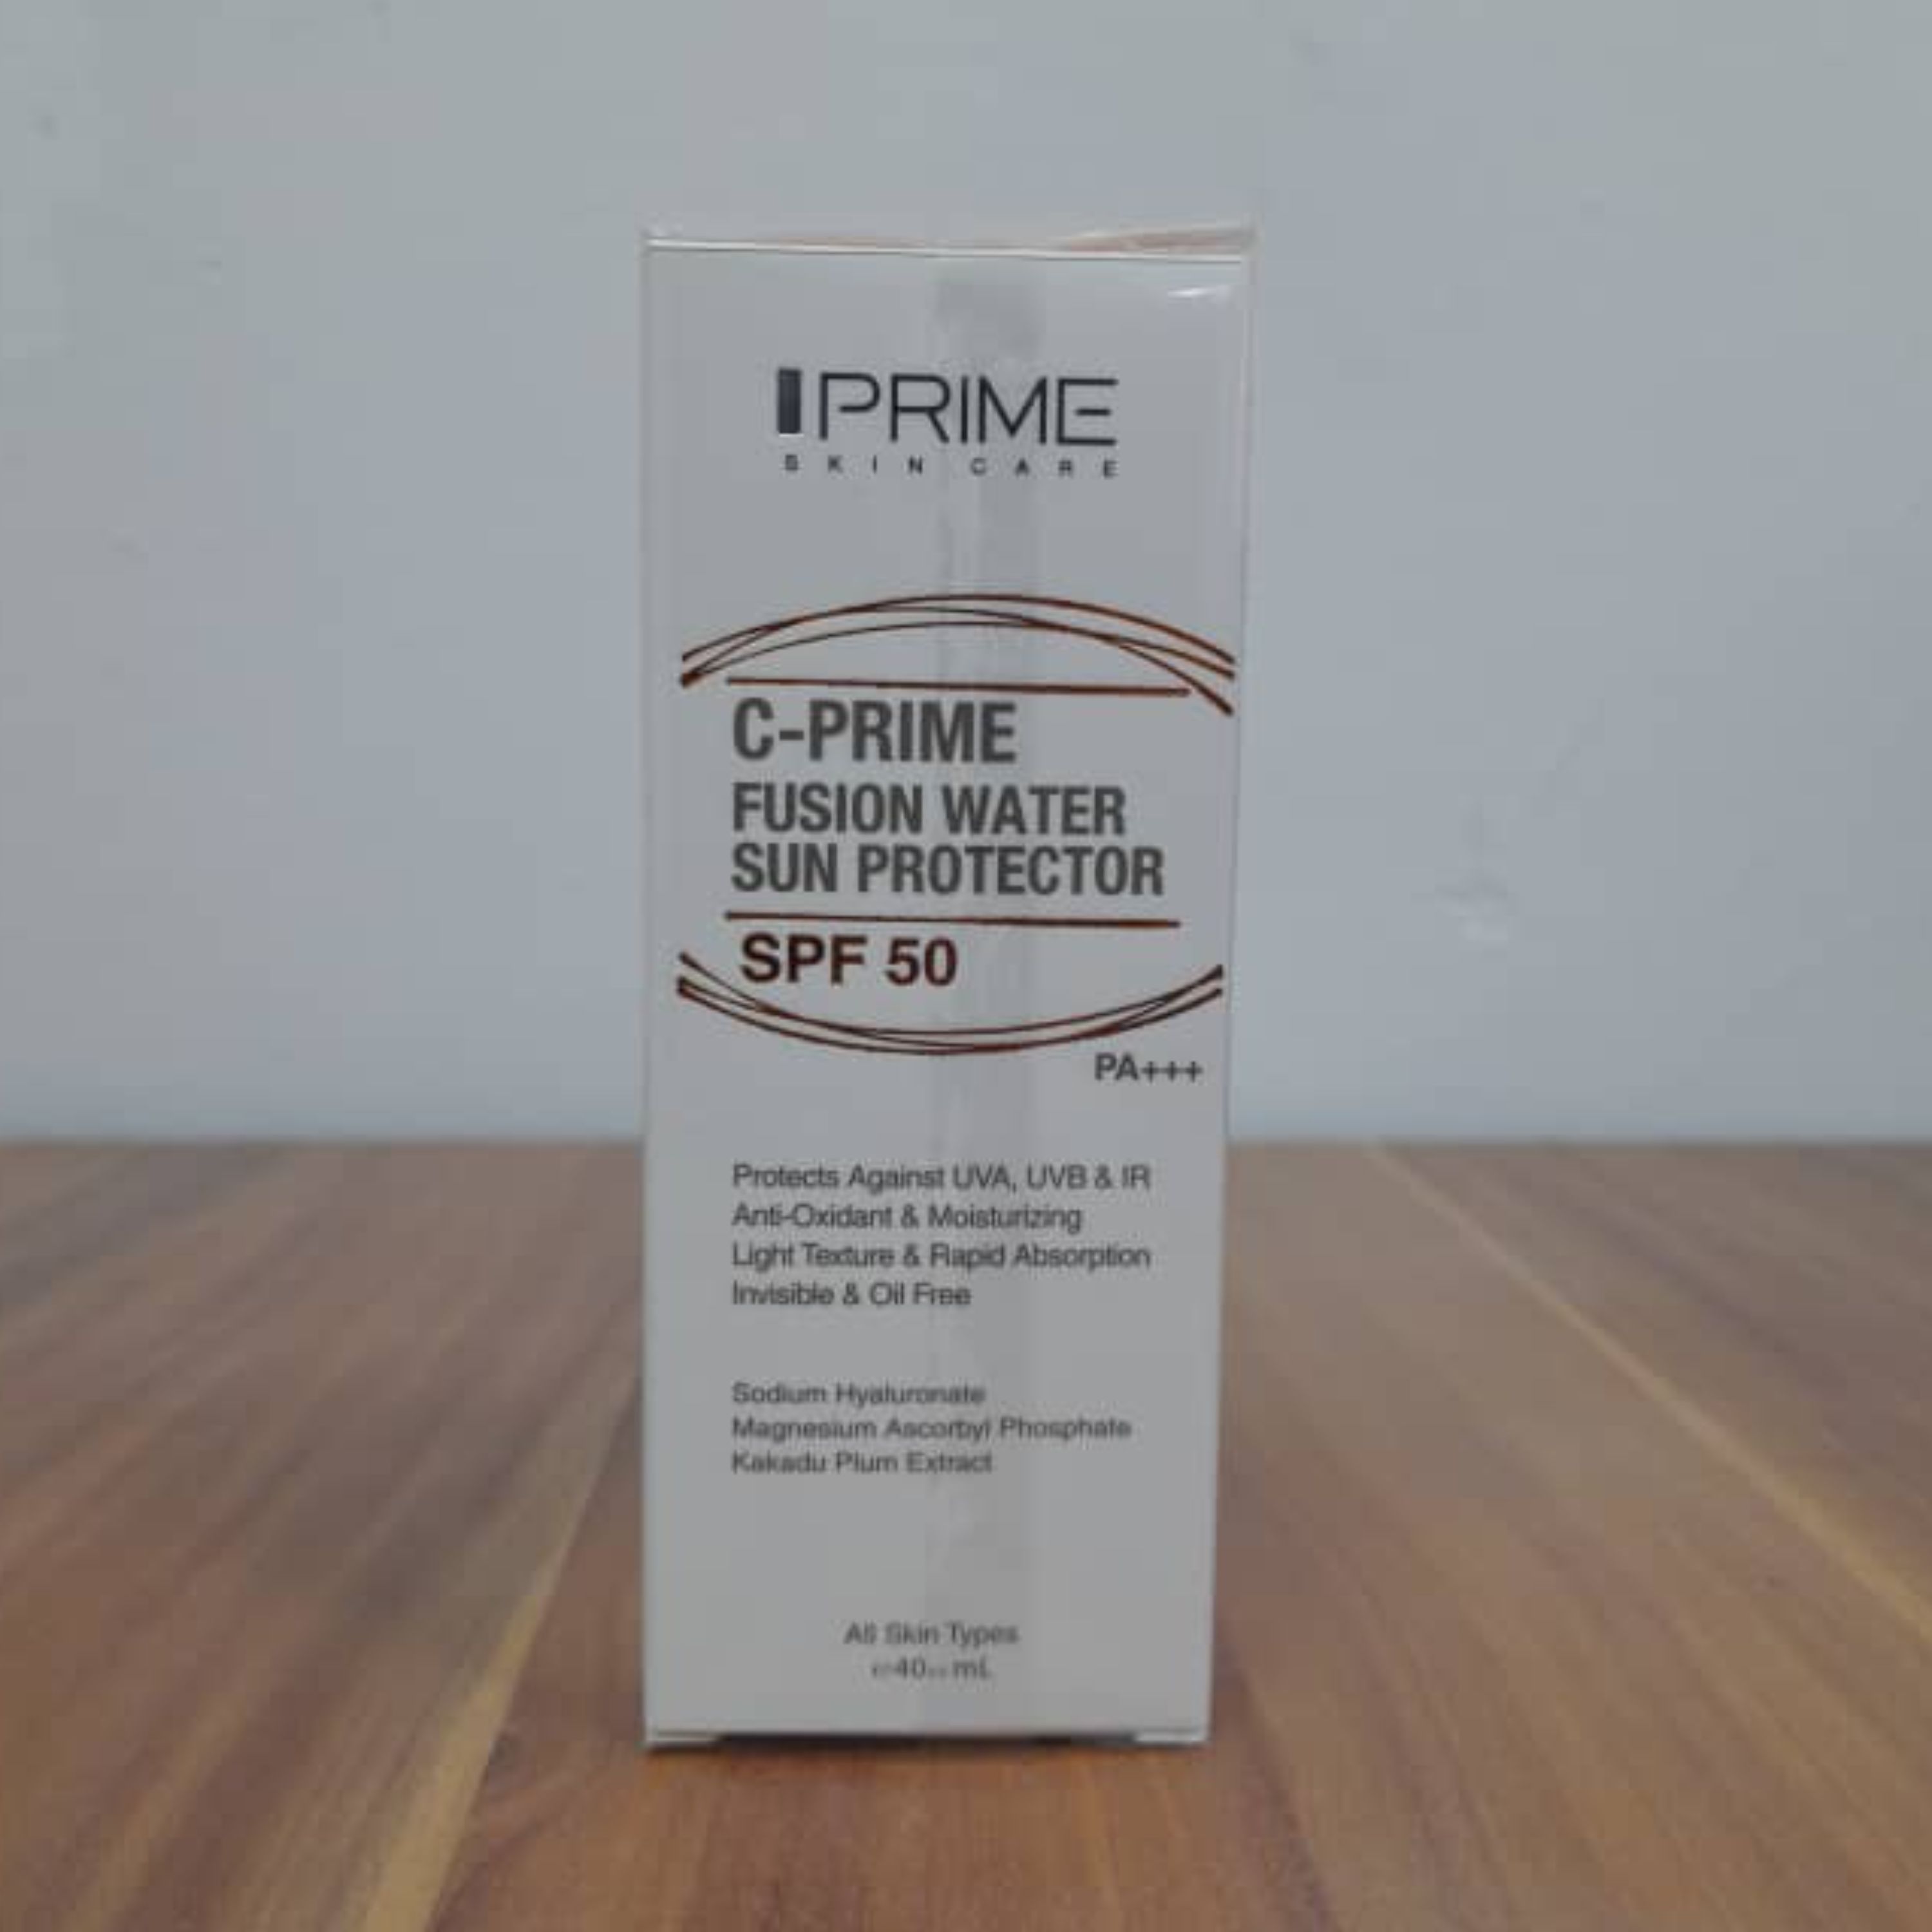 PRIME
SKIN CARE
C-PRIME
FUSION WATER
SUN PROTECTOR
SPF 50
PA+++
Protects Against UVA, UVB & IR
Anti-Oxidant & Moisturizing
Light Texture & Rapid Absorption
Invisible & Oil Free
Sodium Hyaluronate
Magnesium Ascorbyl Phosphate
Kakadu Plum Extract
All Skin Types
40 mL